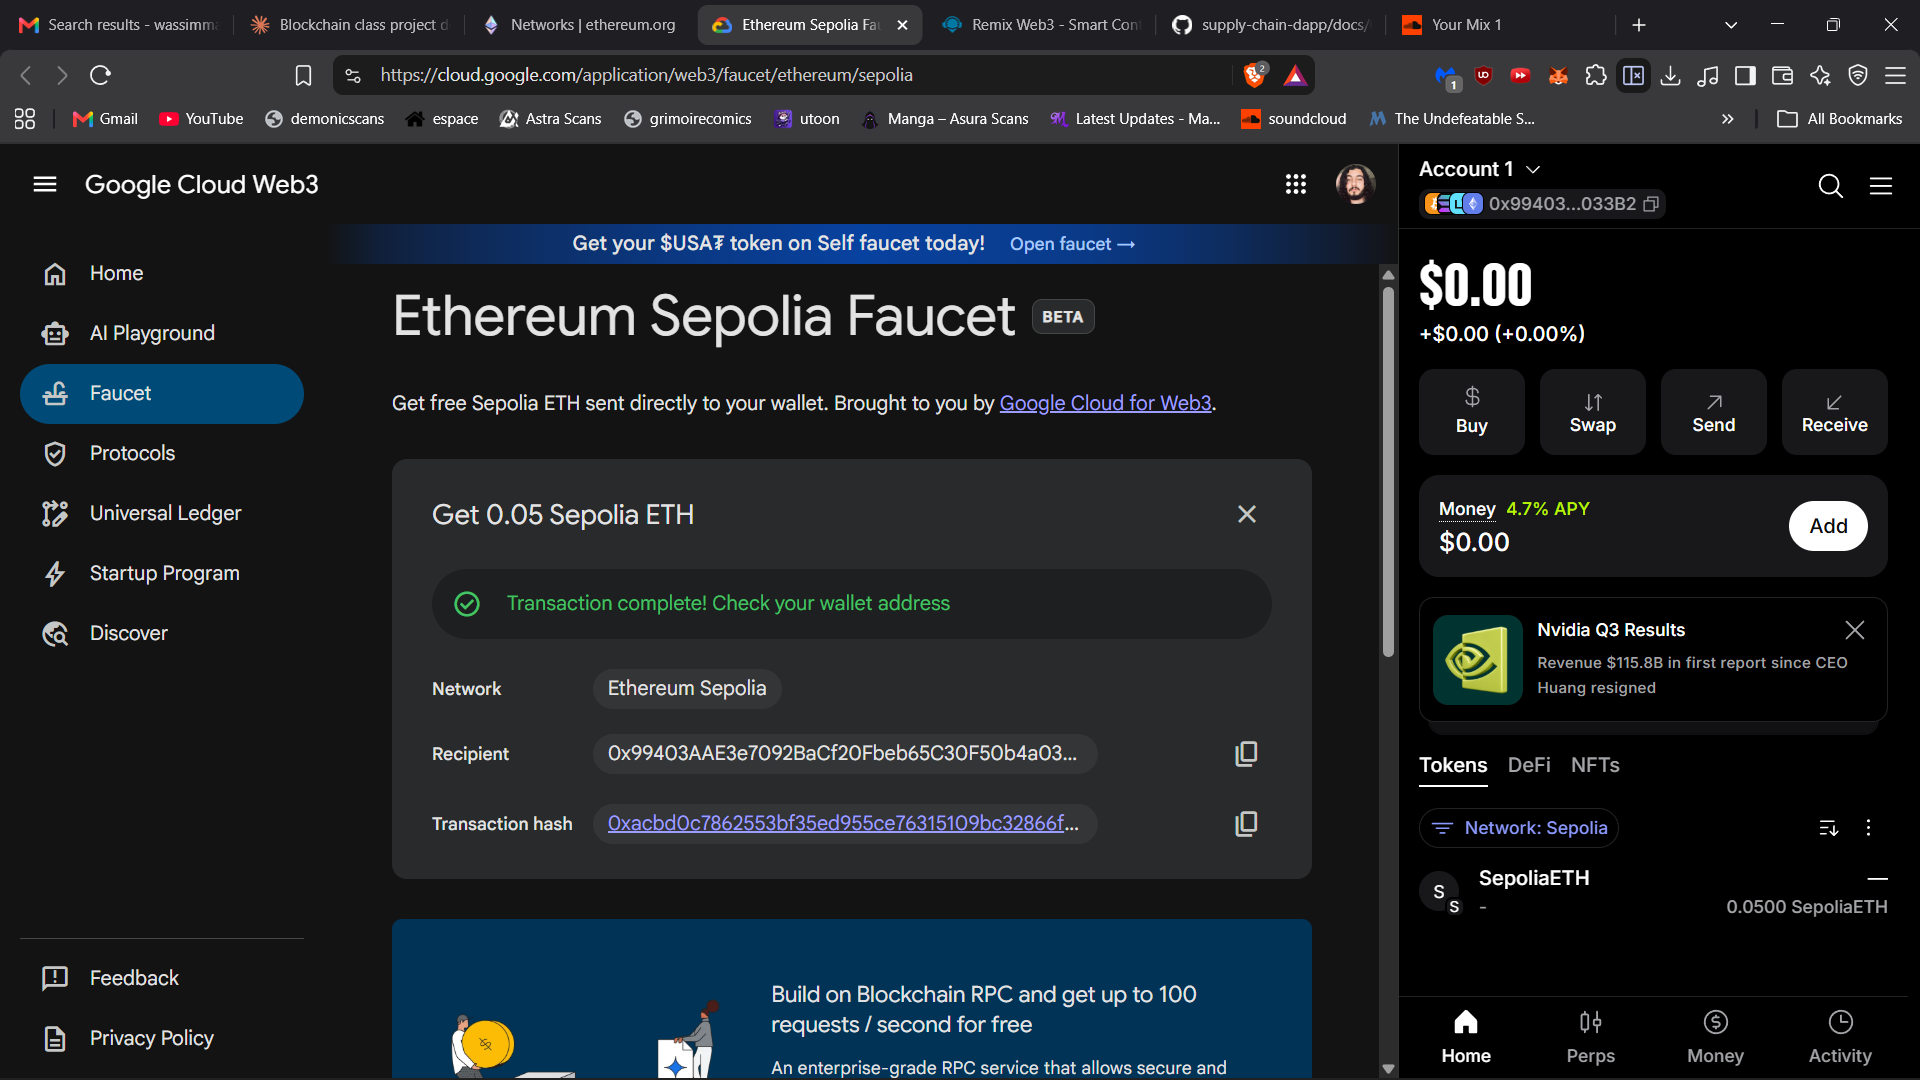 Search results - wassimma
Blockchain class project d
Networks | ethereum.org
Ethereum Sepolia Fau
Remix Web3 - Smart Cont
supply-chain-dapp/docs/
Your Mix 1
https://cloud.google.com/application/web3/faucet/ethereum/sepolia
2
1
Gmail
YouTube
demonicscans
espace
Astra Scans
grimoirecomics
utoon
Manga – Asura Scans
Latest Updates - Ma...
soundcloud
The Undefeatable S...
All Bookmarks
Google Cloud Web3
Home
AI Playground
Faucet
Protocols
Universal Ledger
Startup Program
Discover
Feedback
Privacy Policy
Get your $USA₮ token on Self faucet today! Open faucet →
Ethereum Sepolia Faucet BETA
Get free Sepolia ETH sent directly to your wallet. Brought to you by Google Cloud for Web3.
Get 0.05 Sepolia ETH
Transaction complete! Check your wallet address
Network Ethereum Sepolia
Recipient 0x99403AAE3e7092BaCf20Fbeb65C30F50b4a03...
Transaction hash 0xacbd0c7862553bf35ed955ce76315109bc32866f...
Build on Blockchain RPC and get up to 100
requests / second for free
An enterprise-grade RPC service that allows secure and
Account 1
0x99403...033B2
$0.00
+$0.00 (+0.00%)
Buy
Swap
Send
Receive
Money 4.7% APY
$0.00
Add
Nvidia Q3 Results
Revenue $115.8B in first report since CEO
Huang resigned
Tokens DeFi NFTs
Network: Sepolia
S
S
SepoliaETH —
- 0.0500 SepoliaETH
Home
Perps
Money
Activity